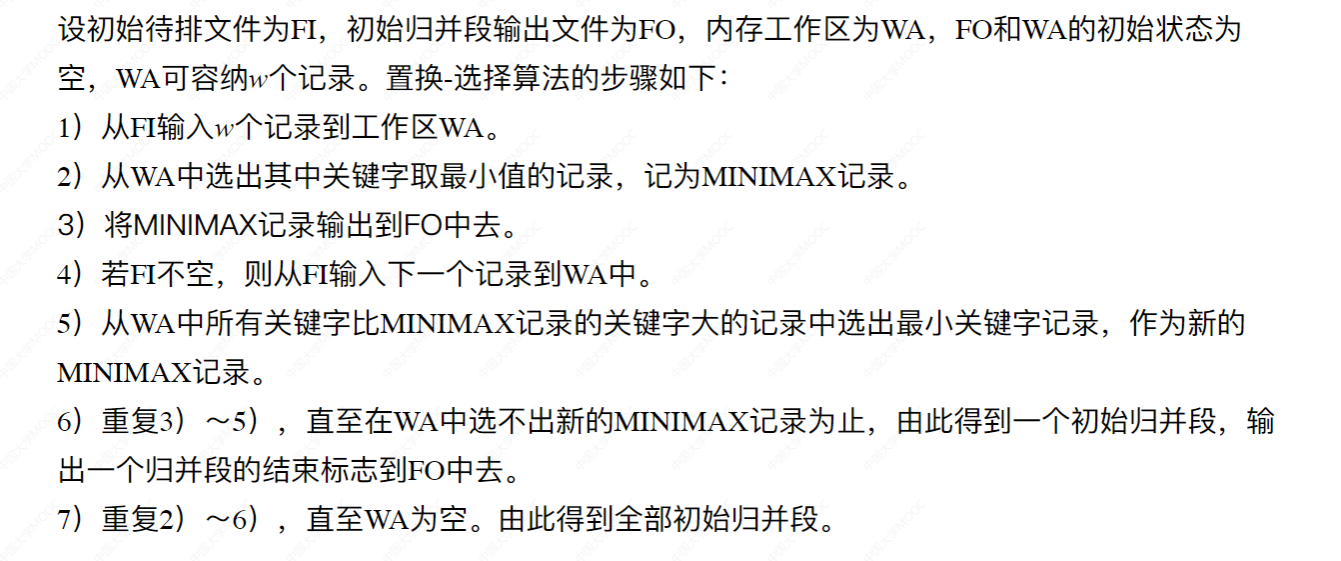 设初始待排文件为FI，初始归并段输出文件为FO，内存工作区为WA，FO和WA的初始状态为
空，WA可容纳w个记录。置换-选择算法的步骤如下：
1）从FI输入w个记录到工作区WA。
2）从WA中选出其中关键字取最小值的记录，记为MINIMAX记录。
3）将MINIMAX记录输出到FO中去。
4）若FI不空，则从FI输入下一个记录到WA中。
5）从WA中所有关键字比MINIMAX记录的关键字大的记录中选出最小关键字记录，作为新的
MINIMAX记录。
6）重复3）～5），直至在WA中选不出新的MINIMAX记录为止，由此得到一个初始归并段，输
出一个归并段的结束标志到FO中去。
7）重复2）～6），直至WA为空。由此得到全部初始归并段。